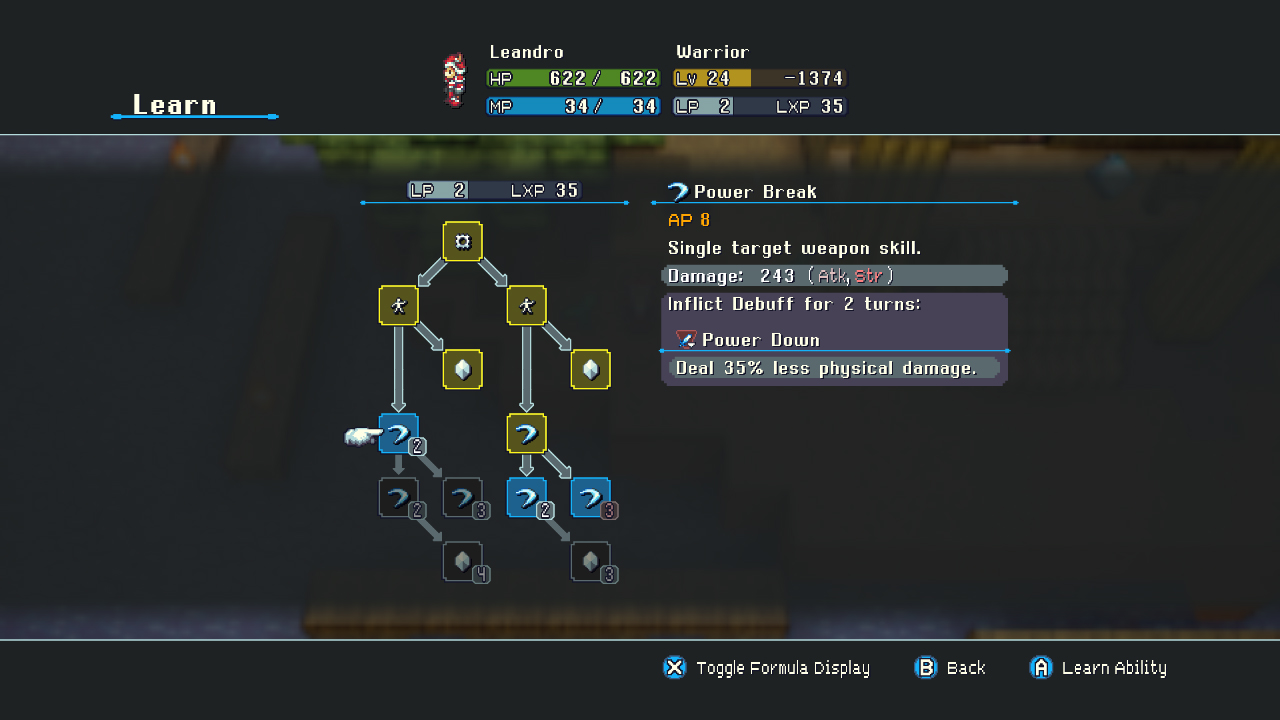 Learn
Leandro
HP 622 / 622
MP 34 / 34
Warrior
Lv 24 -1374
LP 2 LXP 35
LP 2 LXP 35
2
2
3
2
3
4
3
Power Break
AP 8
Single target weapon skill.
Damage: 243 (Atk,Str)
Inflict Debuff for 2 turns:
Power Down
Deal 35% less physical damage.
X Toggle Formula Display
B Back
A Learn Ability